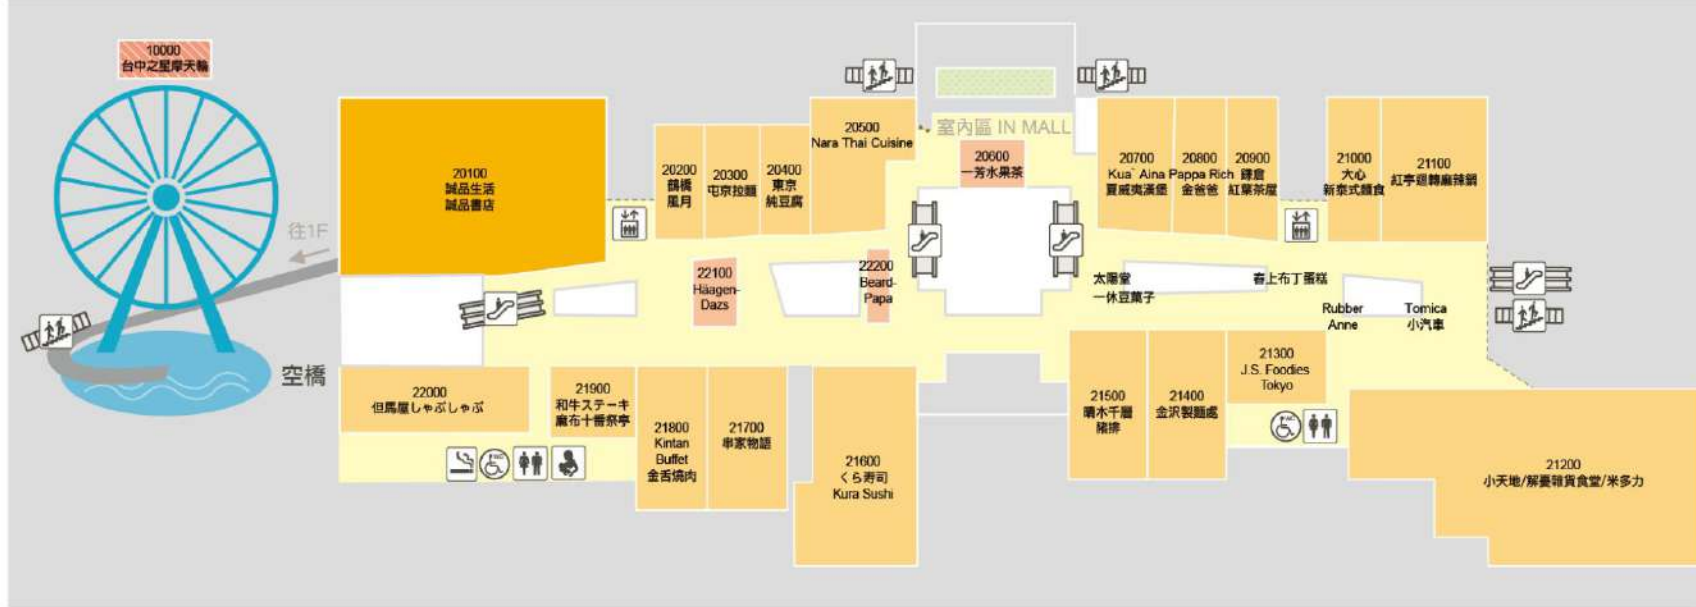 10000
台中之星摩天輪
往1F
空橋
20100
誠品生活
誠品書店
20200
鶴橋
風月
20300
屯京拉麵
20400
東京
純豆腐
20500
Nara Thai Cuisine
室內區 IN MALL
20600
一芳水果茶
20700
Kua` Aina
夏威夷漢堡
20800
Pappa Rich
金爸爸
20900
鎌倉
紅葉茶屋
21000
大心
新泰式麵食
21100
紅亭迴轉麻辣鍋
22100
Häagen-
Dazs
22200
Beard-
Papa
太陽堂
一休豆菓子
春上布丁蛋糕
Rubber
Anne
Tomica
小汽車
22000
但馬屋しゃぶしゃぶ
21900
和牛ステーキ
麻布十番祭亭
21800
Kintan
Buffet
金舌燒肉
21700
串家物語
21600
くら寿司
Kura Sushi
21500
晴水千層
豬排
21400
金沢製麵處
21300
J.S. Foodies
Tokyo
21200
小天地/解憂雜貨食堂/米多力